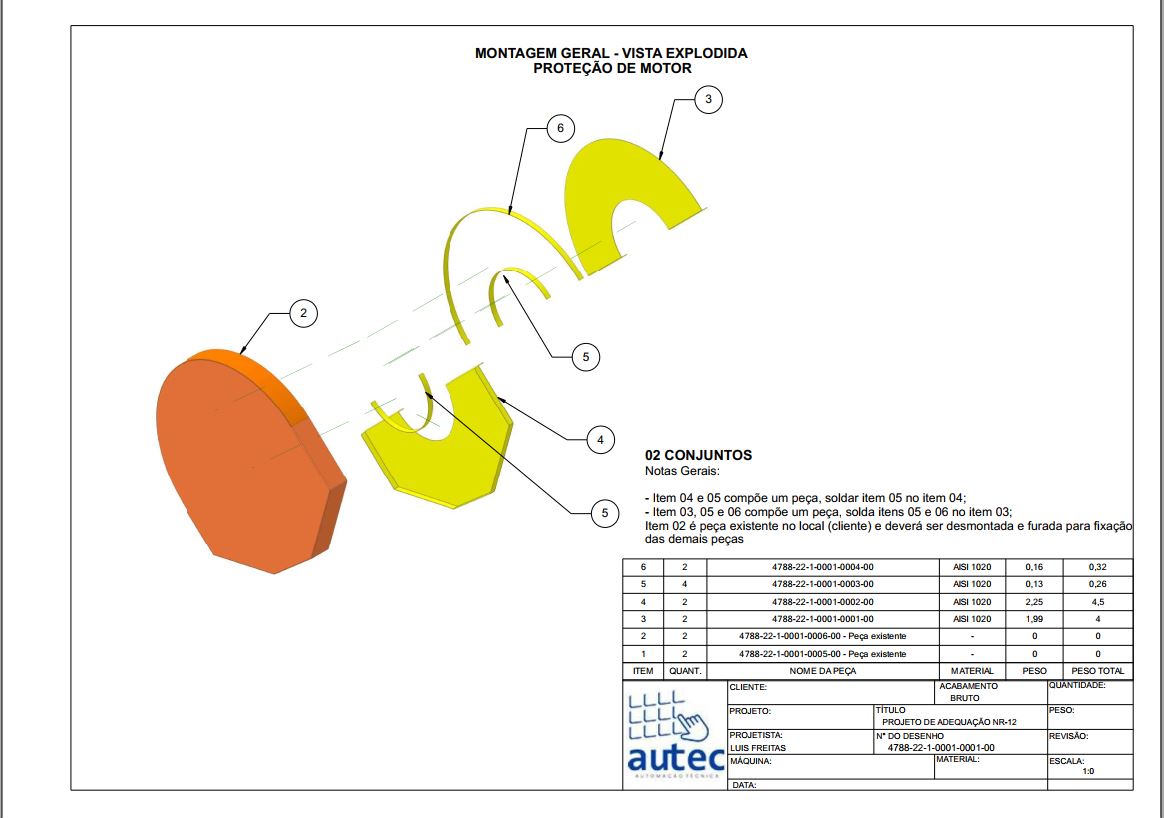 MONTAGEM GERAL - VISTA EXPLODIDA
PROTEÇÃO DE MOTOR
3
6
2
5
4
5
02 CONJUNTOS
Notas Gerais:
- Item 04 e 05 compõe um peça, soldar item 05 no item 04;
- Item 03, 05 e 06 compõe um peça, solda itens 05 e 06 no item 03;
Item 02 é peça existente no local (cliente) e deverá ser desmontada e furada para fixação
das demais peças
6 2 4788-22-1-0001-0004-00 AISI 1020 0,16 0,32
5 4 4788-22-1-0001-0003-00 AISI 1020 0,13 0,26
4 2 4788-22-1-0001-0002-00 AISI 1020 2,25 4,5
3 2 4788-22-1-0001-0001-00 AISI 1020 1,99 4
2 2 4788-22-1-0001-0006-00 - Peça existente - 0 0
1 2 4788-22-1-0001-0005-00 - Peça existente - 0 0
ITEM QUANT. NOME DA PEÇA MATERIAL PESO PESO TOTAL
CLIENTE: ACABAMENTO QUANTIDADE:
BRUTO
PROJETO: TÍTULO PESO:
PROJETO DE ADEQUAÇÃO NR-12
PROJETISTA: N° DO DESENHO REVISÃO:
LUIS FREITAS 4788-22-1-0001-0001-00
MÁQUINA: MATERIAL: ESCALA:
1:0
DATA:
autec
AUTOMAÇÃO TÉCNICA